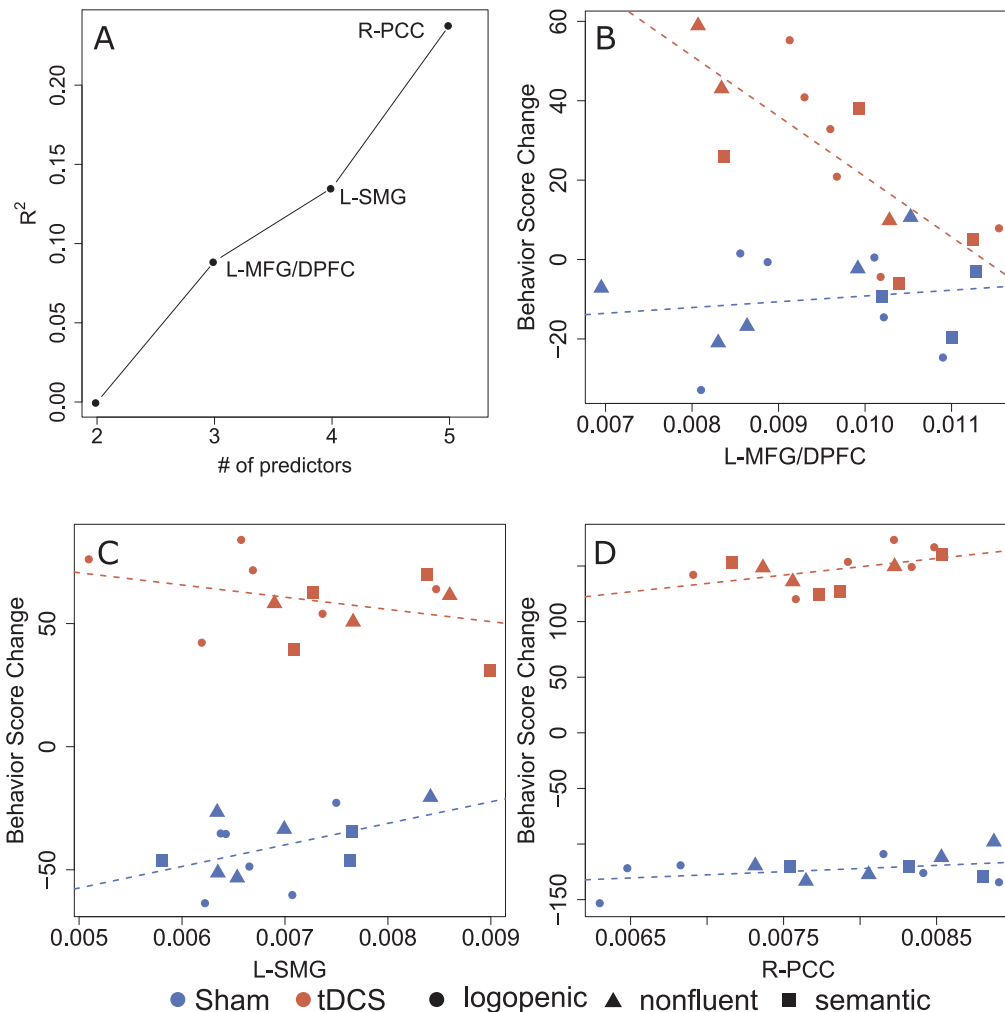 A
R-PCC
L-SMG
L-MFG/DPFC
R²
0.00
0.05
0.10
0.15
0.20
2
3
4
5
# of predictors
B
Behavior Score Change
60
40
20
0
−20
0.007
0.008
0.009
0.010
0.011
L-MFG/DPFC
C
Behavior Score Change
50
0
−50
0.005
0.006
0.007
0.008
0.009
L-SMG
D
Behavior Score Change
100
50
0
−50
−150
0.0065
0.0075
0.0085
R-PCC
Sham tDCS logopenic nonfluent semantic